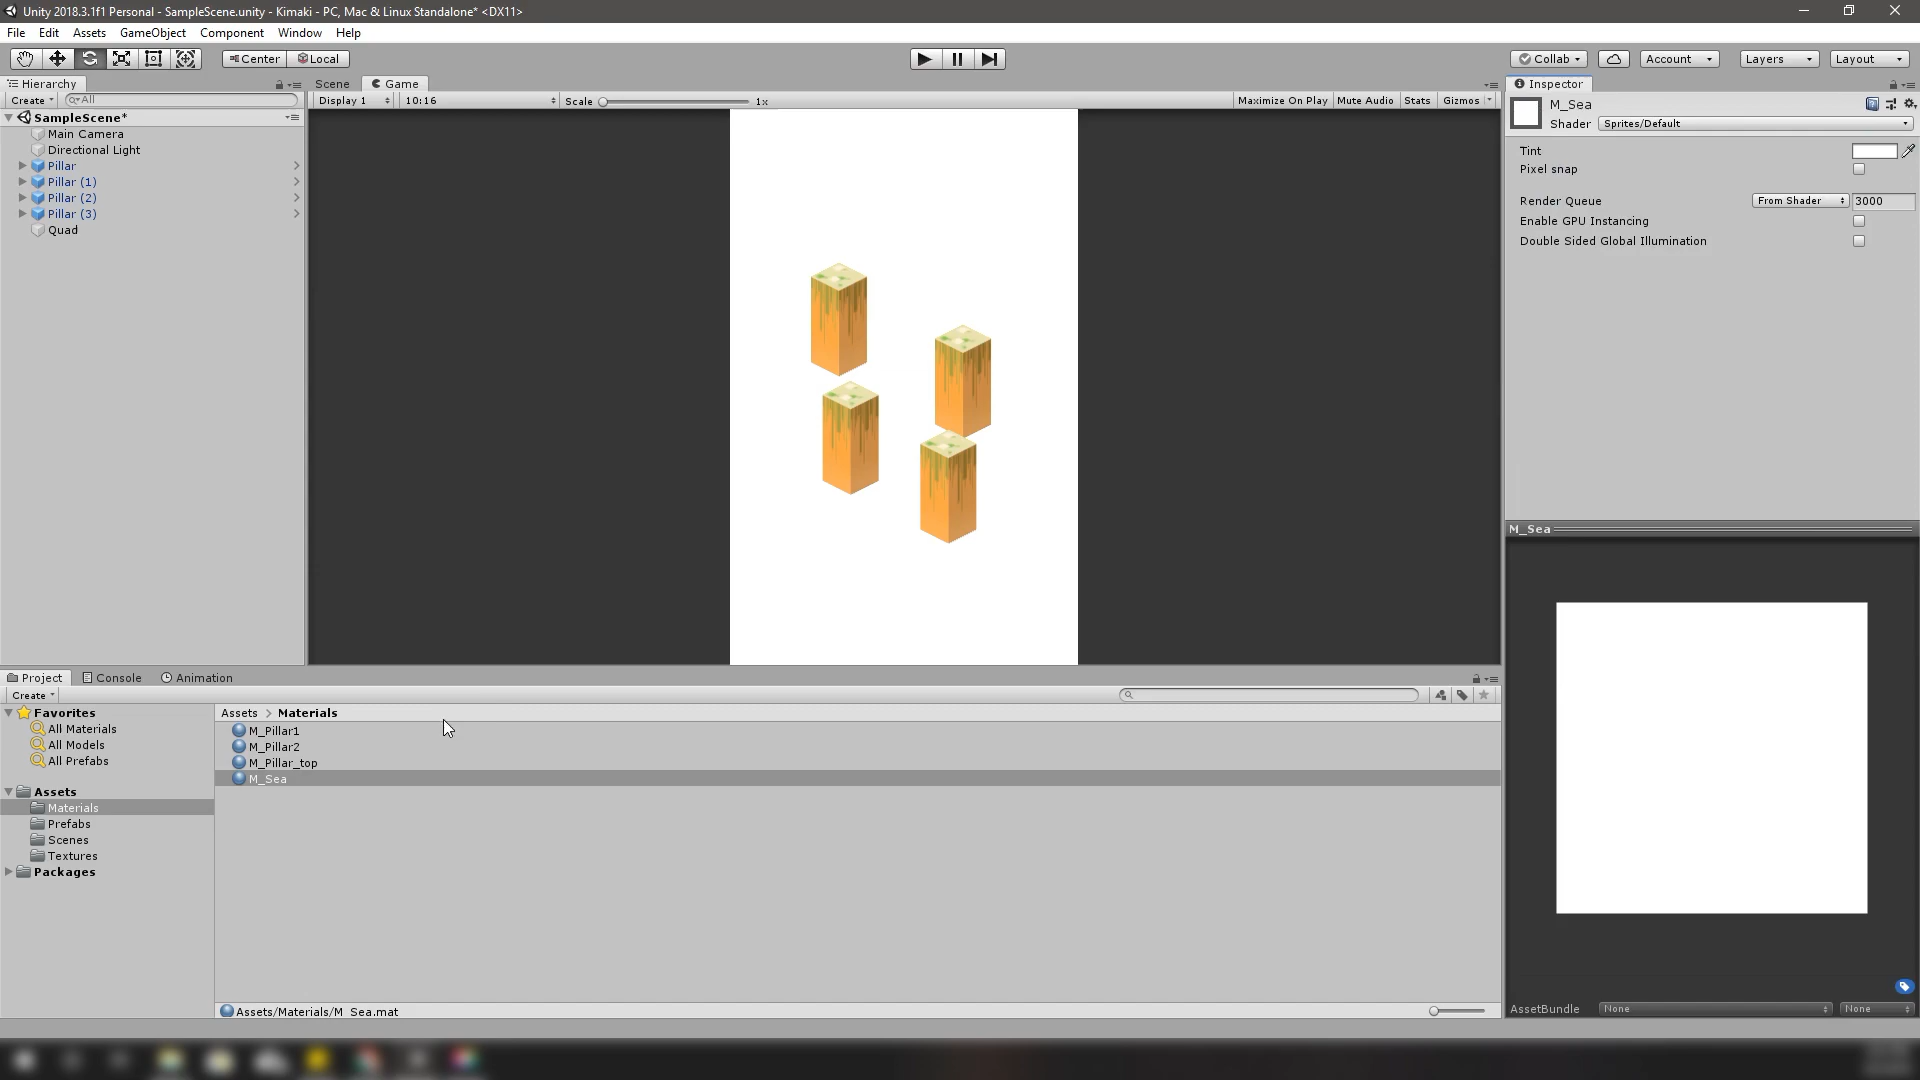 Unity 2018.3.1f1 Personal - SampleScene.unity - Kimaki - PC, Mac & Linux Standalone* <DX11>
File Edit Assets GameObject Component Window Help
Center Local
Collab Account Layers Layout
Hierarchy
Create All
SampleScene*
Main Camera
Directional Light
Pillar
Pillar (1)
Pillar (2)
Pillar (3)
Quad
Scene Game
Display 1 10:16 Scale 1x Maximize On Play Mute Audio Stats Gizmos
Inspector
M_Sea
Shader Sprites/Default
Tint
Pixel snap
Render Queue From Shader 3000
Enable GPU Instancing
Double Sided Global Illumination
M_Sea
AssetBundle None None
Project Console Animation
Create
Favorites
All Materials
All Models
All Prefabs
Assets
Materials
Prefabs
Scenes
Textures
Packages
Assets > Materials
M_Pillar1
M_Pillar2
M_Pillar_top
M_Sea
Assets/Materials/M_Sea.mat